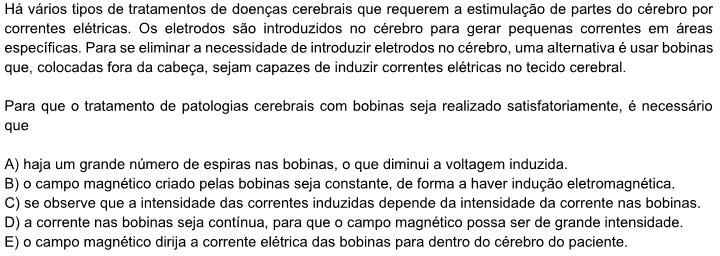 Há vários tipos de tratamentos de doenças cerebrais que requerem a estimulação de partes do cérebro por
correntes elétricas. Os eletrodos são introduzidos no cérebro para gerar pequenas correntes em áreas
específicas. Para se eliminar a necessidade de introduzir eletrodos no cérebro, uma alternativa é usar bobinas
que, colocadas fora da cabeça, sejam capazes de induzir correntes elétricas no tecido cerebral.
Para que o tratamento de patologias cerebrais com bobinas seja realizado satisfatoriamente, é necessário
que
A) haja um grande número de espiras nas bobinas, o que diminui a voltagem induzida.
B) o campo magnético criado pelas bobinas seja constante, de forma a haver indução eletromagnética.
C) se observe que a intensidade das correntes induzidas depende da intensidade da corrente nas bobinas.
D) a corrente nas bobinas seja contínua, para que o campo magnético possa ser de grande intensidade.
E) o campo magnético dirija a corrente elétrica das bobinas para dentro do cérebro do paciente.